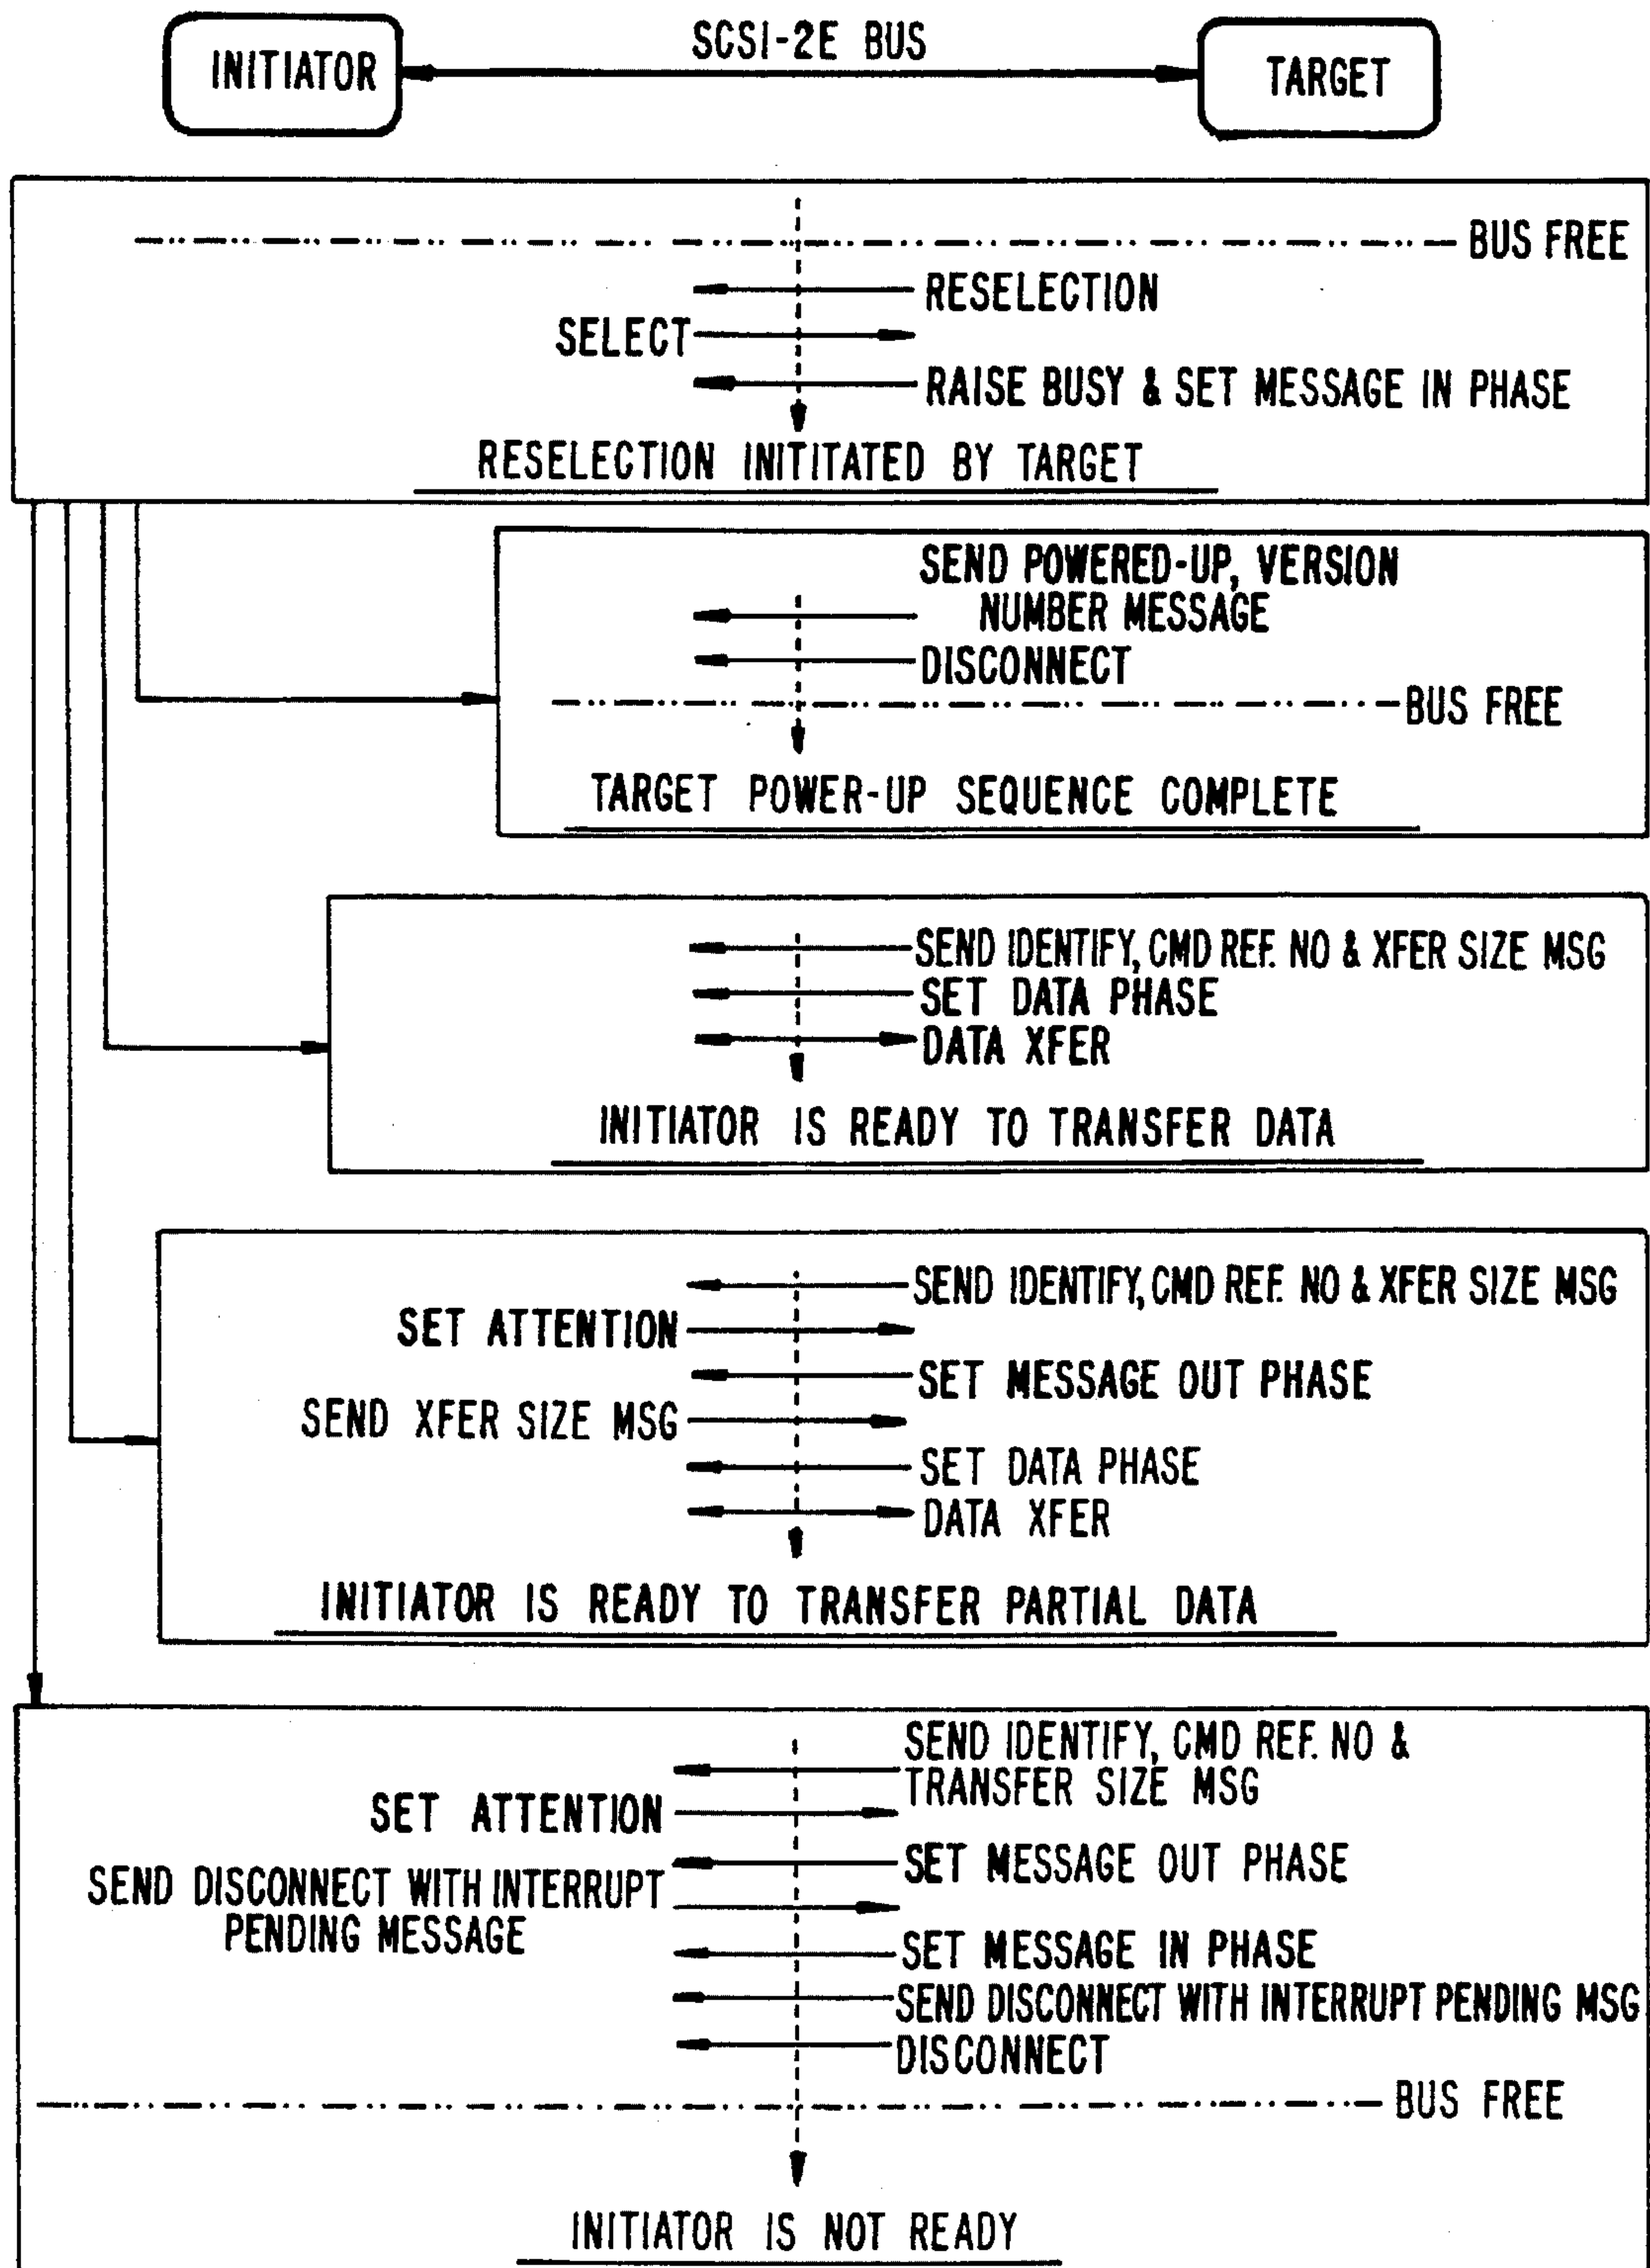 SCSI-2E BUS
INITIATOR
TARGET
BUS FREE
RESELECTION
SELECT
RAISE BUSY & SET MESSAGE IN PHASE
RESELECTION INITITATED BY TARGET
SEND POWERED-UP, VERSION
NUMBER MESSAGE
DISCONNECT
BUS FREE
TARGET POWER-UP SEQUENCE COMPLETE
SEND IDENTIFY, CMD REF. NO & XFER SIZE MSG
SET DATA PHASE
DATA XFER
INITIATOR IS READY TO TRANSFER DATA
SEND IDENTIFY, CMD REF. NO & XFER SIZE MSG
SET ATTENTION
SET MESSAGE OUT PHASE
SEND XFER SIZE MSG
SET DATA PHASE
DATA XFER
INITIATOR IS READY TO TRANSFER PARTIAL DATA
SEND IDENTIFY, CMD REF. NO &
TRANSFER SIZE MSG
SET ATTENTION
SET MESSAGE OUT PHASE
SEND DISCONNECT WITH INTERRUPT
PENDING MESSAGE
SET MESSAGE IN PHASE
SEND DISCONNECT WITH INTERRUPT PENDING MSG
DISCONNECT
BUS FREE
INITIATOR IS NOT READY